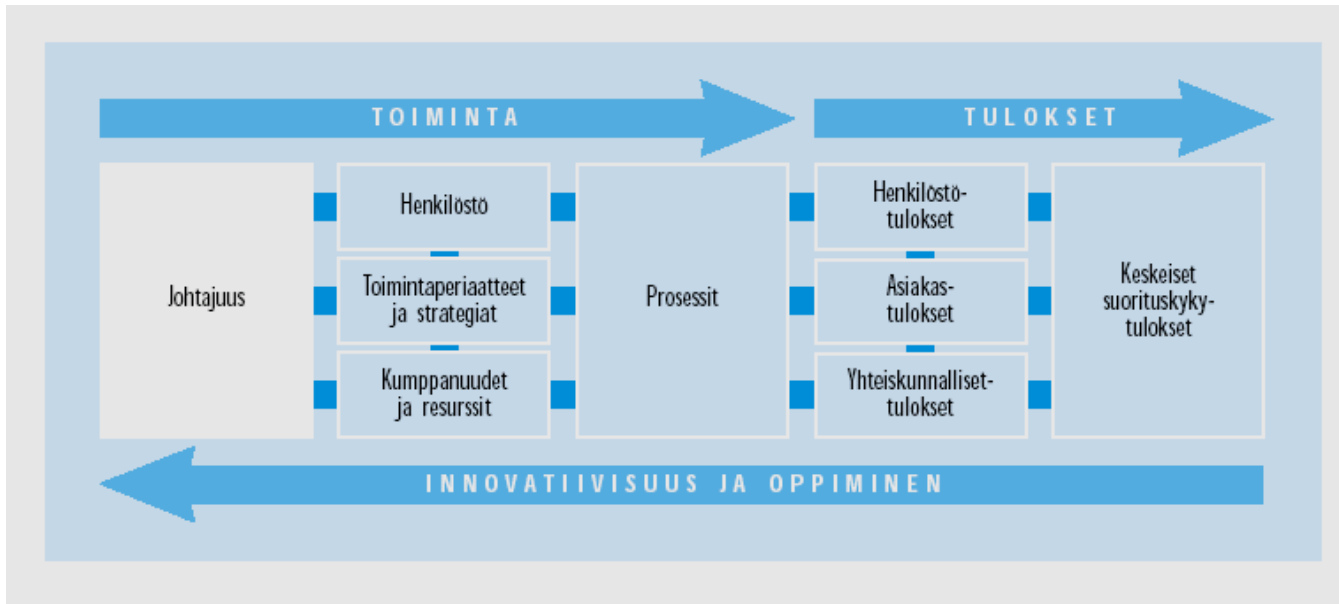 TOIMINTA
TULOKSET
Johtajuus
Henkilöstö
Toimintaperiaatteet
ja strategiat
Kumppanuudet
ja resurssit
Prosessit
Henkilöstö-
tulokset
Asiakas-
tulokset
Yhteiskunnalliset-
tulokset
Keskeiset
suorituskyky-
tulokset
INNOVATIIVISUUS JA OPPIMINEN